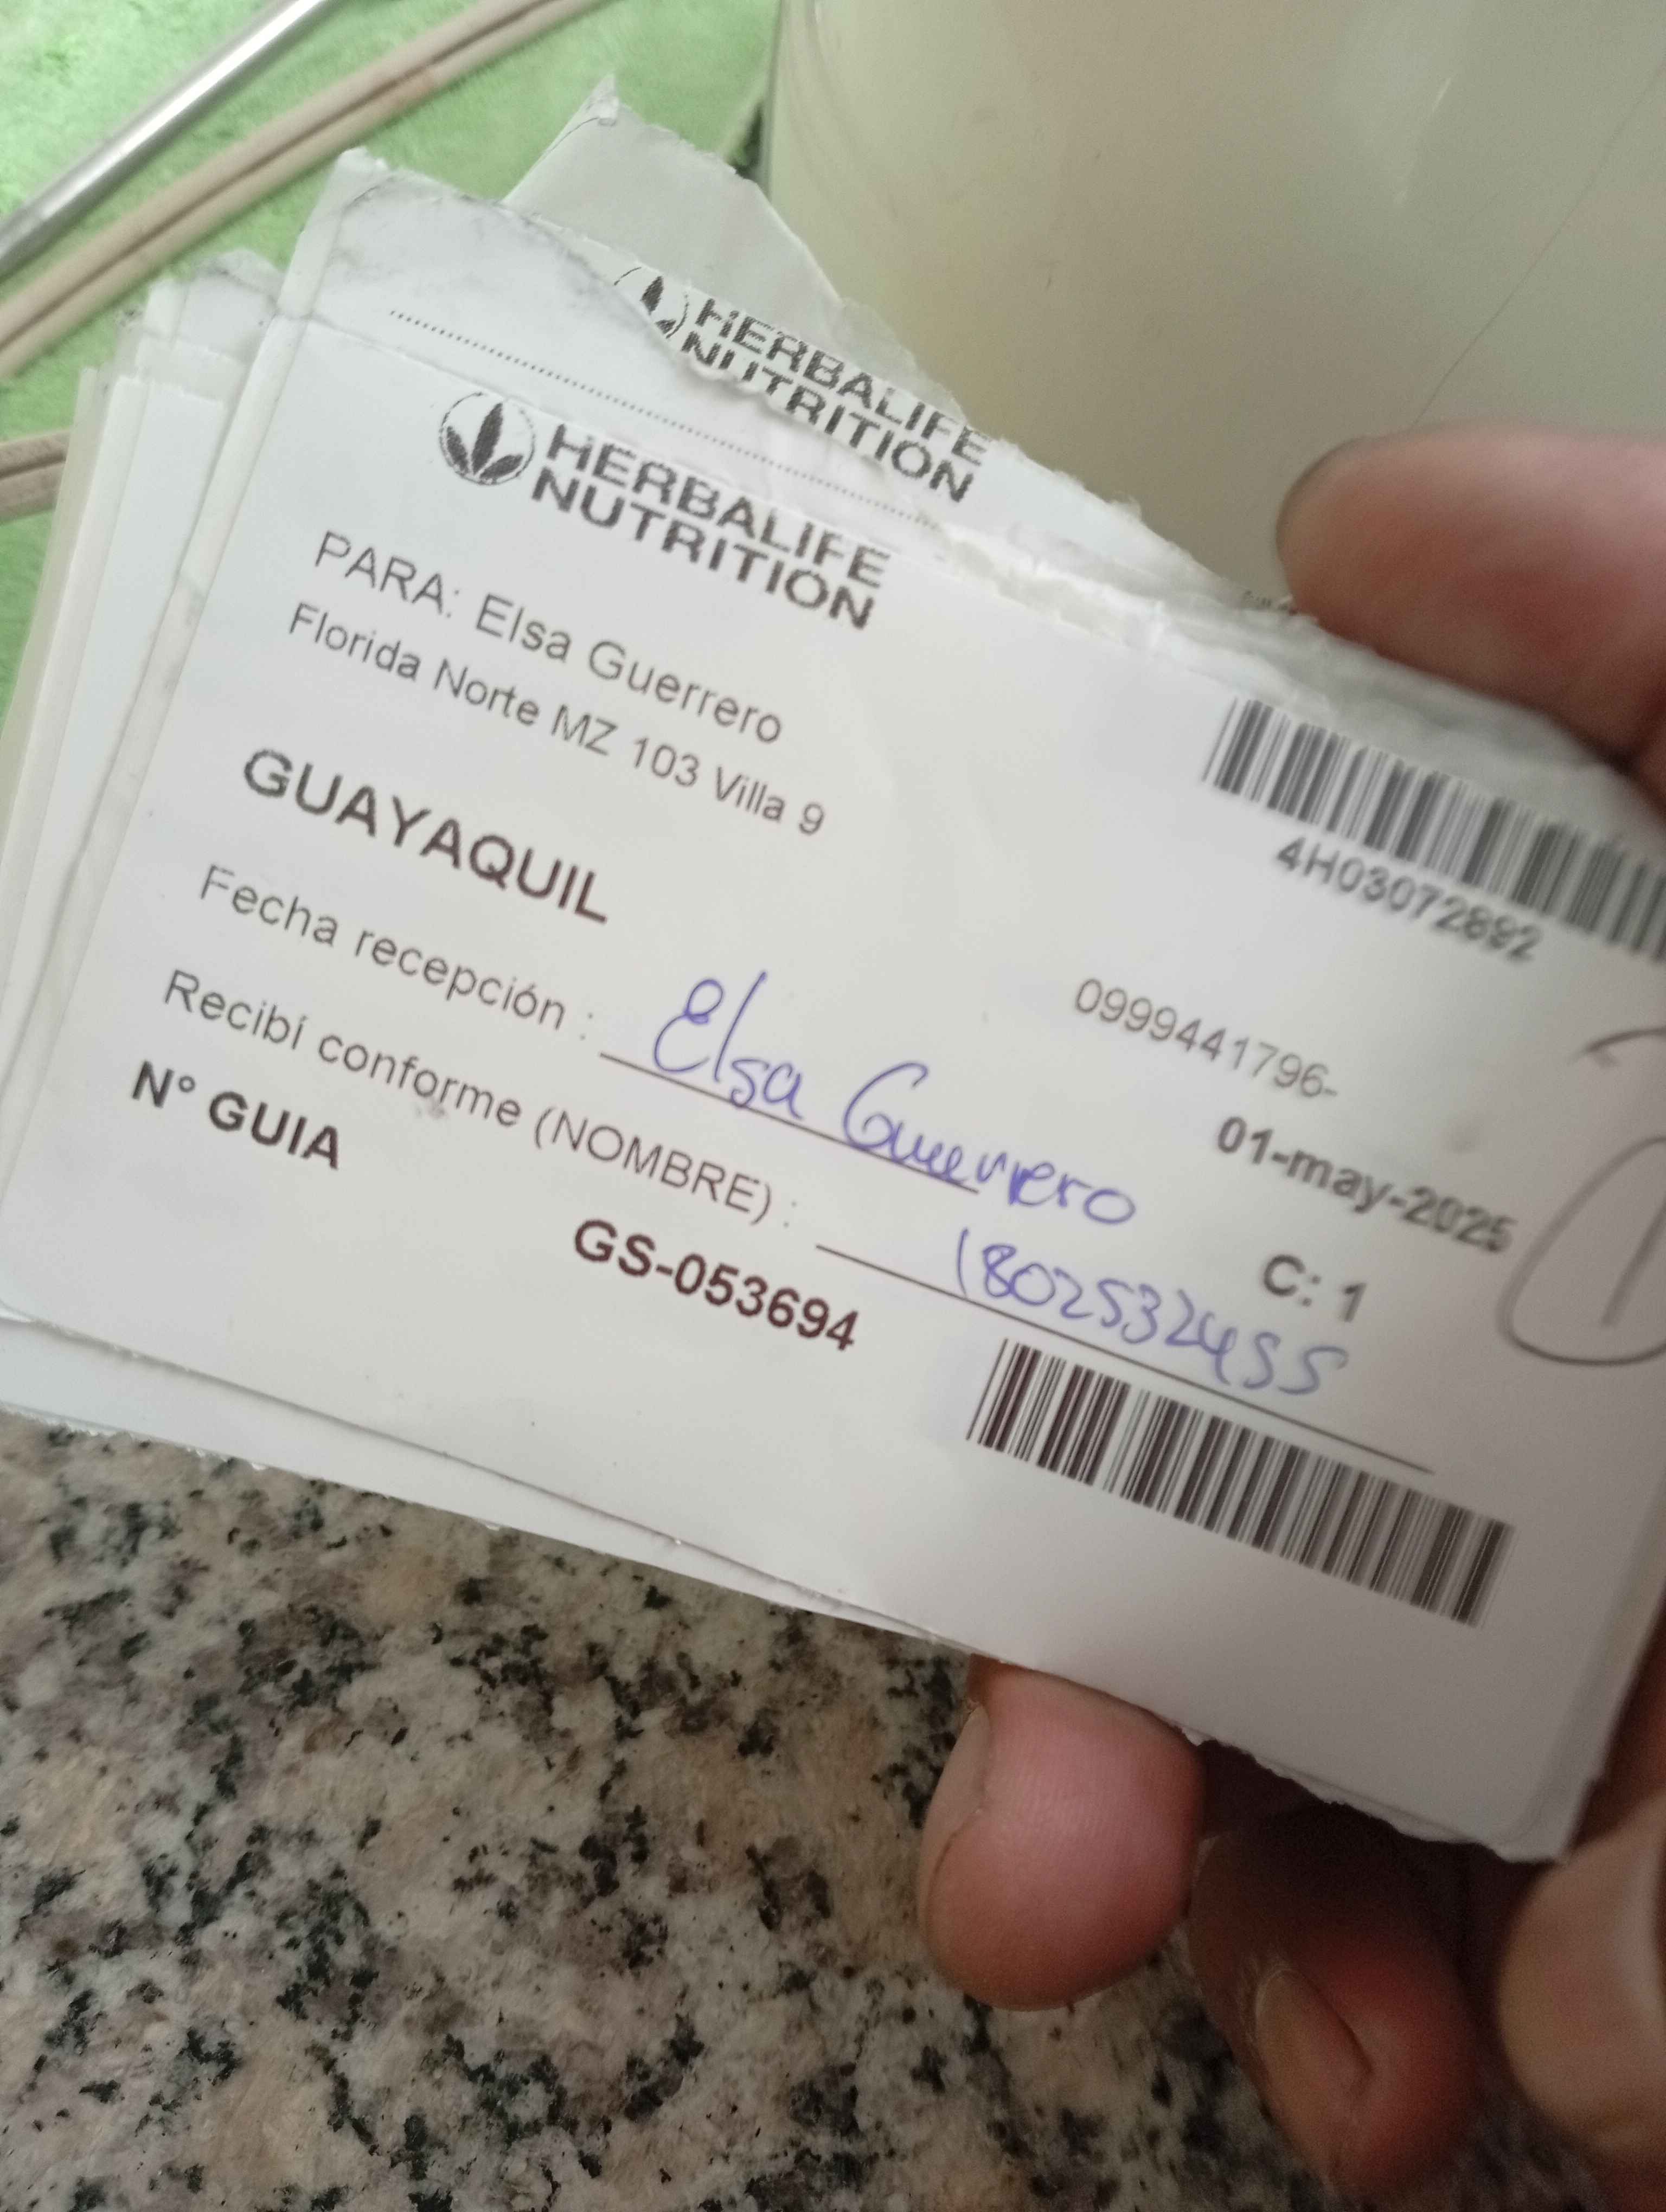 HERBALIFE
NUTRITION
HERBALIFE
NUTRITION
PARA: Elsa Guerrero
Florida Norte MZ 103 Villa 9
4H03072892
GUAYAQUIL
0999441796-
Fecha recepción : Elsa Guerrero
01-may-2025
Recibí conforme (NOMBRE) : 1802532455
C: 1
N° GUIA
GS-053694